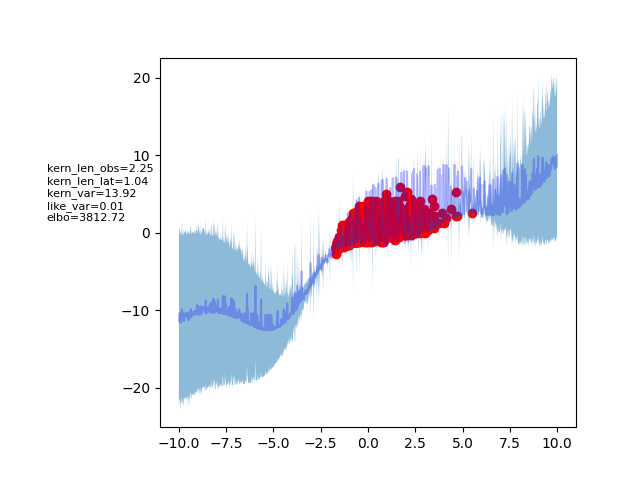 20
10
0
−10
−20
kern_len_obs=2.25
kern_len_lat=1.04
kern_var=13.92
like_var=0.01
elbo=3812.72
−10.0 −7.5 −5.0 −2.5 0.0 2.5 5.0 7.5 10.0